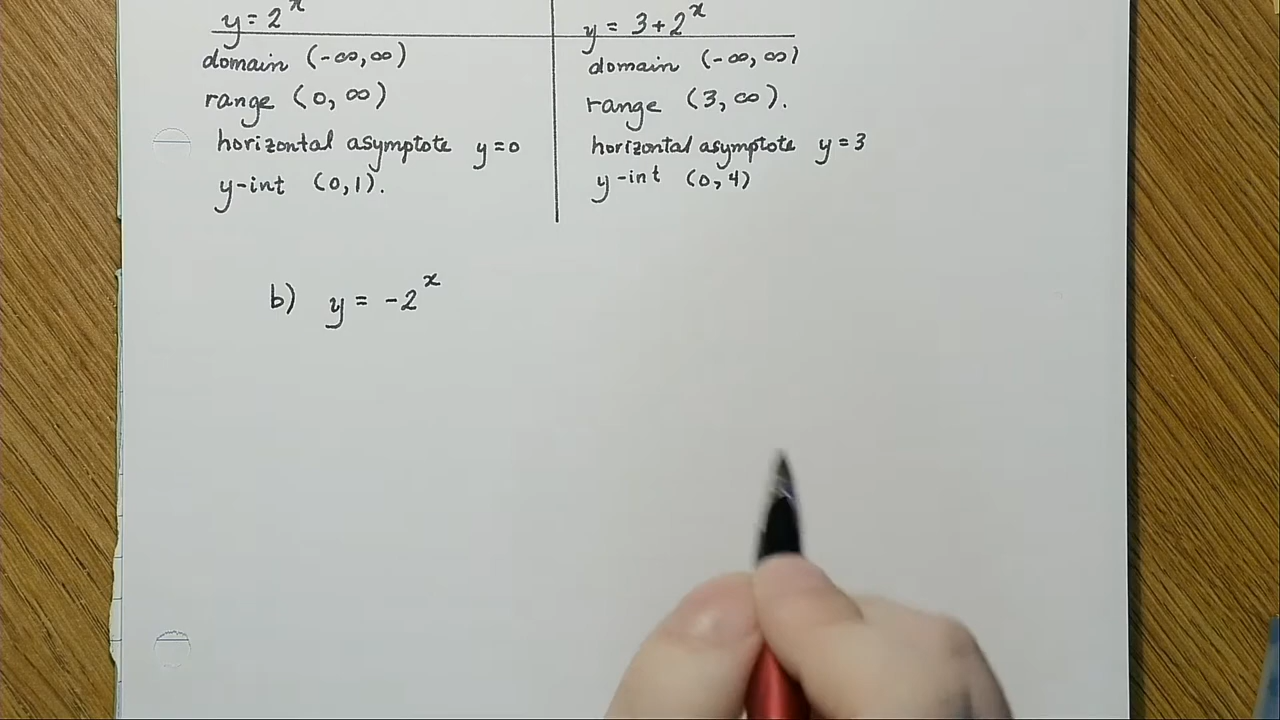 y = 2^x
domain (-∞, ∞)
range (0, ∞)
horizontal asymptote y=0
y-int (0,1).
y = 3+2^x
domain (-∞, ∞)
range (3, ∞).
horizontal asymptote y=3
y-int (0,4)
b) y = -2^x